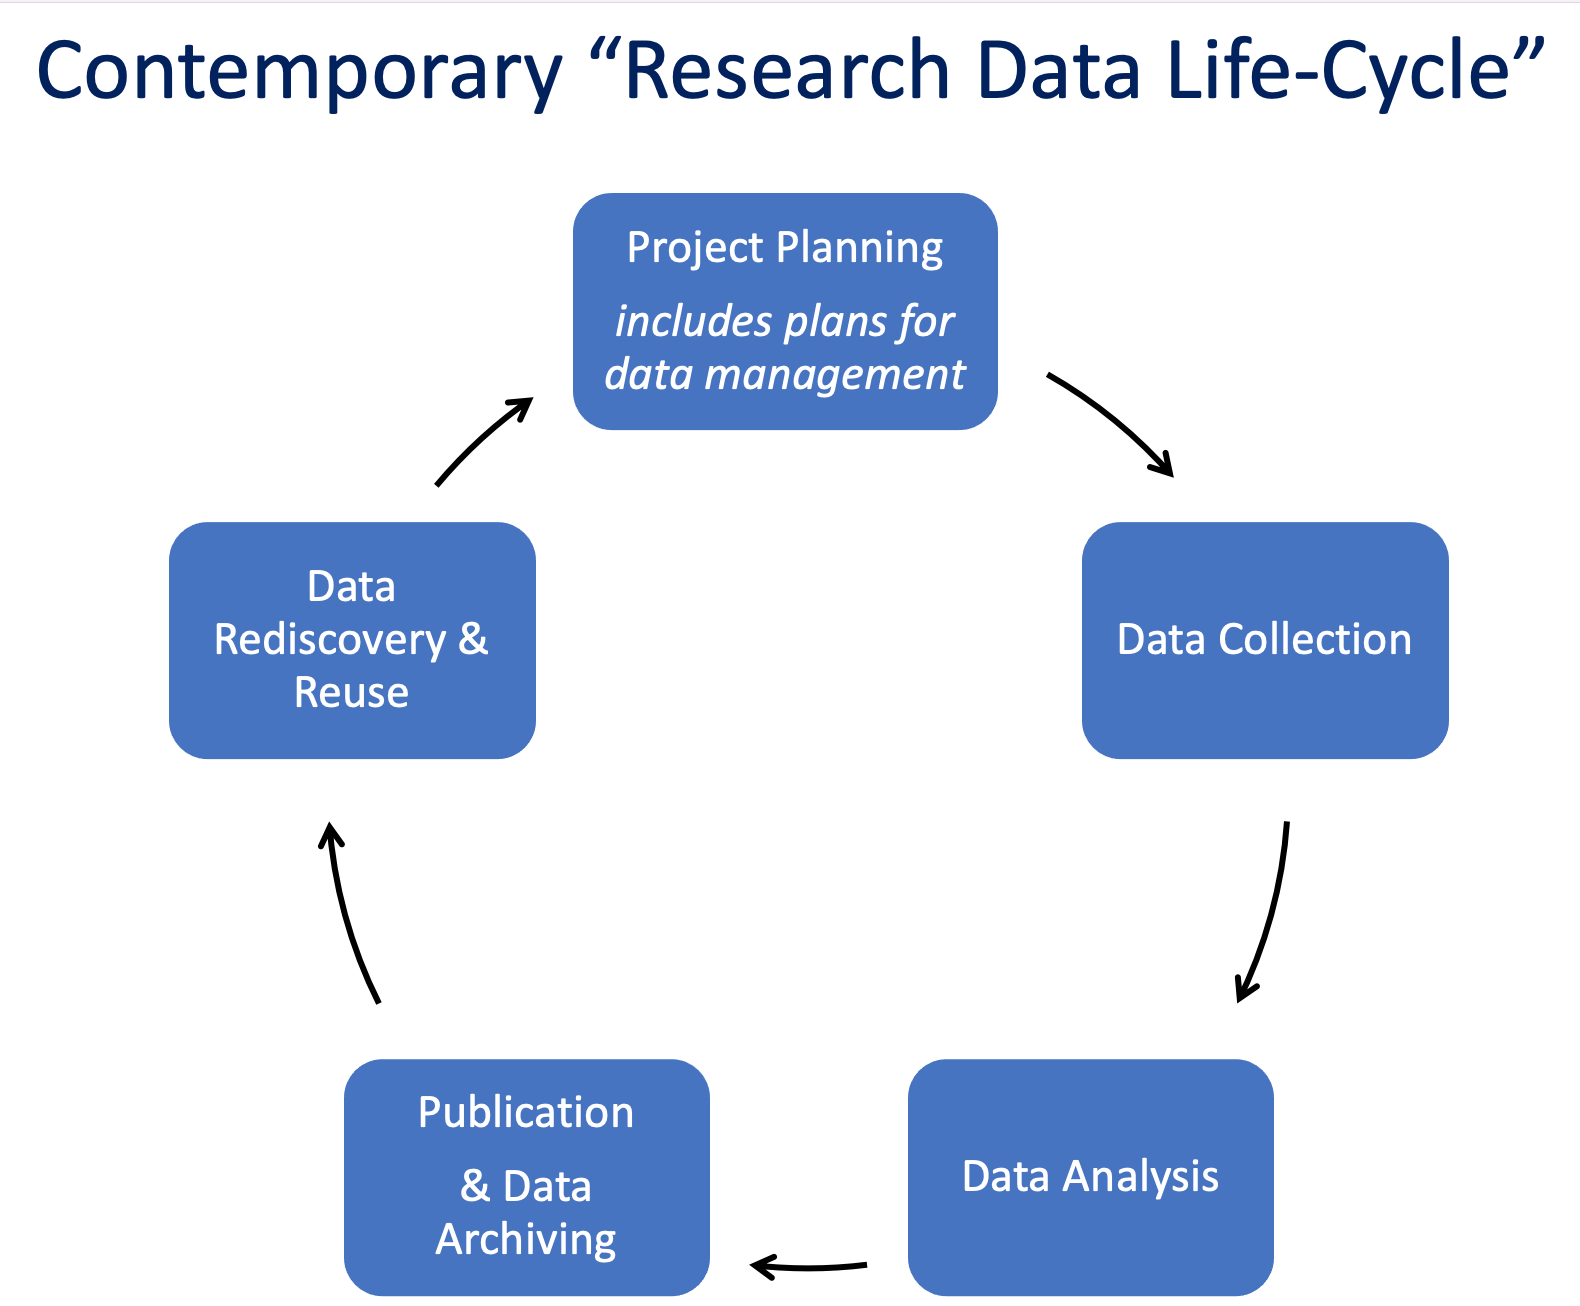 Contemporary “Research Data Life-Cycle”
Project Planning
includes plans for
data management
Data
Rediscovery &
Reuse
Data Collection
Publication
& Data
Archiving
Data Analysis